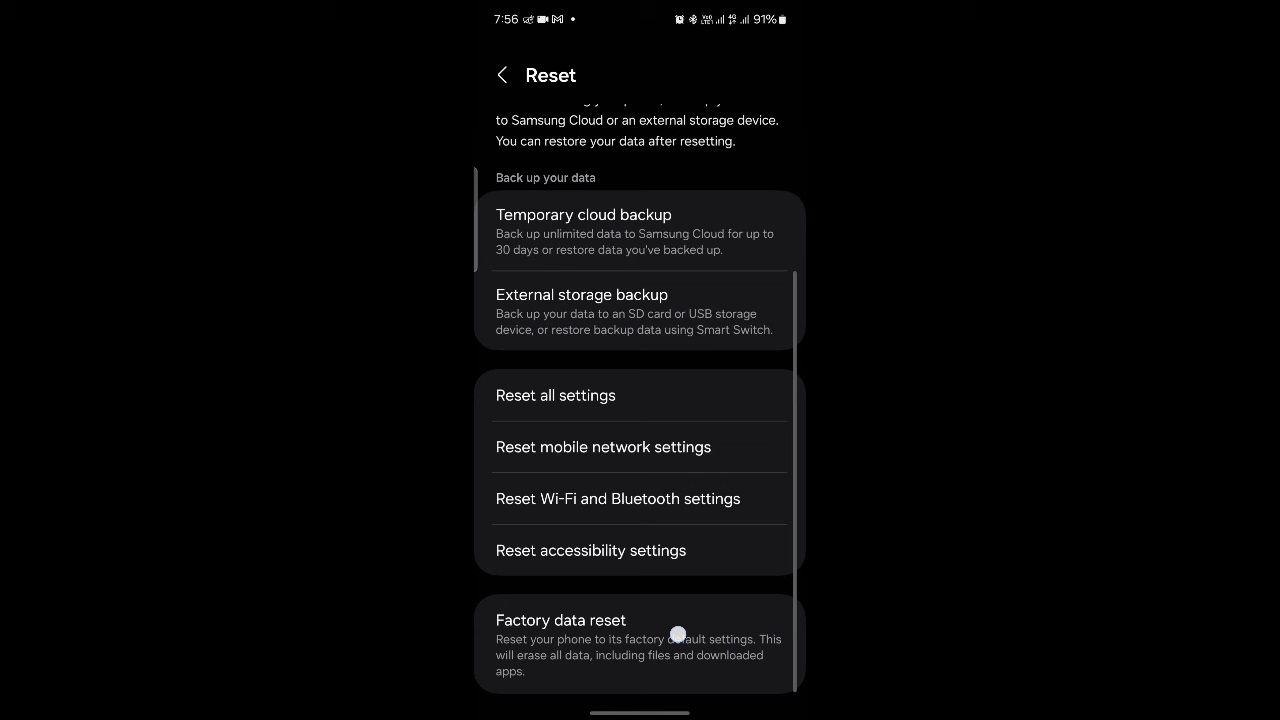 7:56 91%
Reset
to Samsung Cloud or an external storage device.
You can restore your data after resetting.
Back up your data
Temporary cloud backup
Back up unlimited data to Samsung Cloud for up to
30 days or restore data you've backed up.
External storage backup
Back up your data to an SD card or USB storage
device, or restore backup data using Smart Switch.
Reset all settings
Reset mobile network settings
Reset Wi-Fi and Bluetooth settings
Reset accessibility settings
Factory data reset
Reset your phone to its factory default settings. This
will erase all data, including files and downloaded
apps.